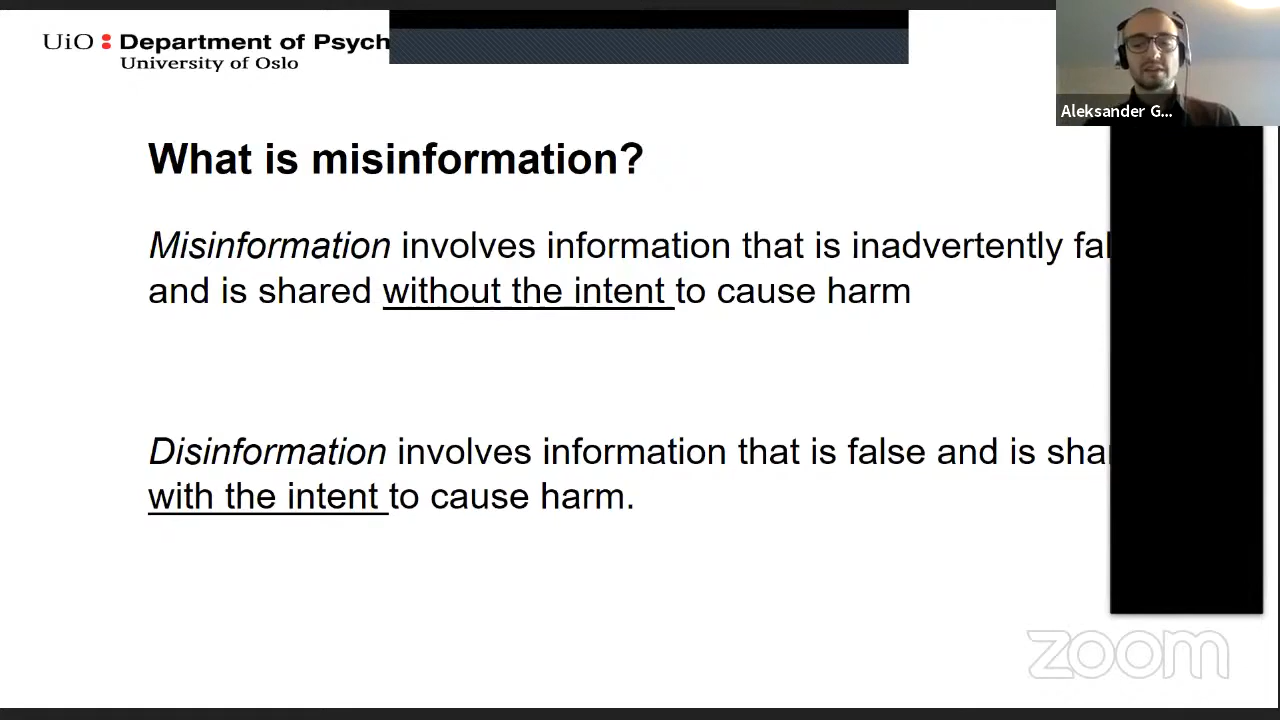 UiO Department of Psych
University of Oslo
Aleksander G...
What is misinformation?
Misinformation involves information that is inadvertently fal
and is shared without the intent to cause harm
Disinformation involves information that is false and is shar
with the intent to cause harm.
zoom